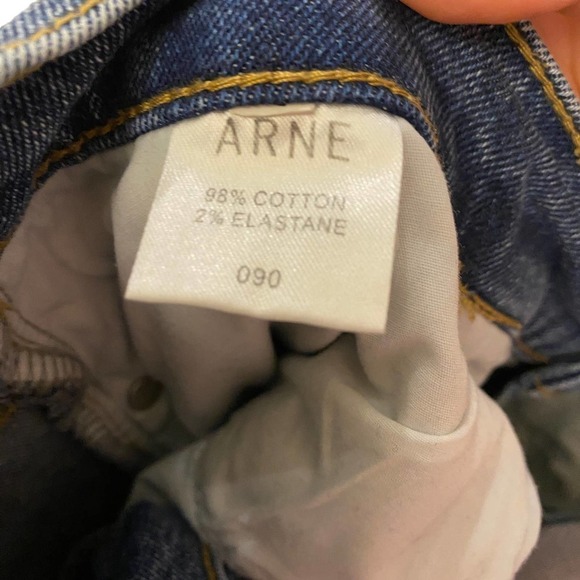 ARNE
98% COTTON
2% ELASTANE
090